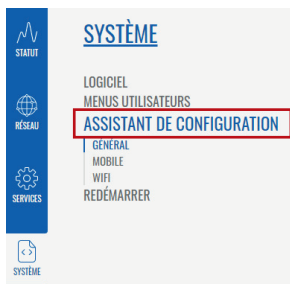 STATUT
RÉSEAU
SERVICES
SYSTÈME
SYSTÈME
LOGICIEL
MENUS UTILISATEURS
ASSISTANT DE CONFIGURATION
GÉNÉRAL
MOBILE
WIFI
REDÉMARRER